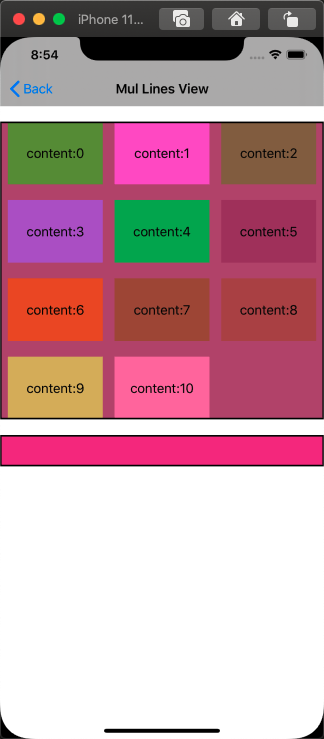 iPhone 11...
8:54
Back
Mul Lines View
content:0
content:1
content:2
content:3
content:4
content:5
content:6
content:7
content:8
content:9
content:10